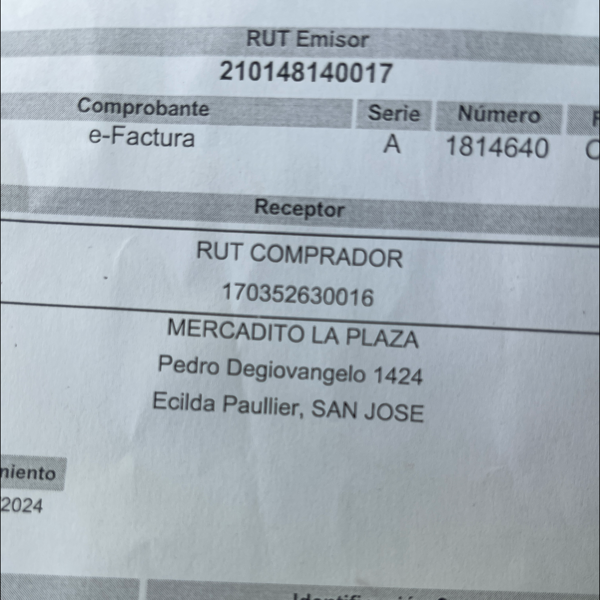 RUT Emisor
210148140017
Comprobante Serie Número
e-Factura A 1814640
Receptor
RUT COMPRADOR
170352630016
MERCADITO LA PLAZA
Pedro Degiovangelo 1424
Ecilda Paullier, SAN JOSE
miento
2024